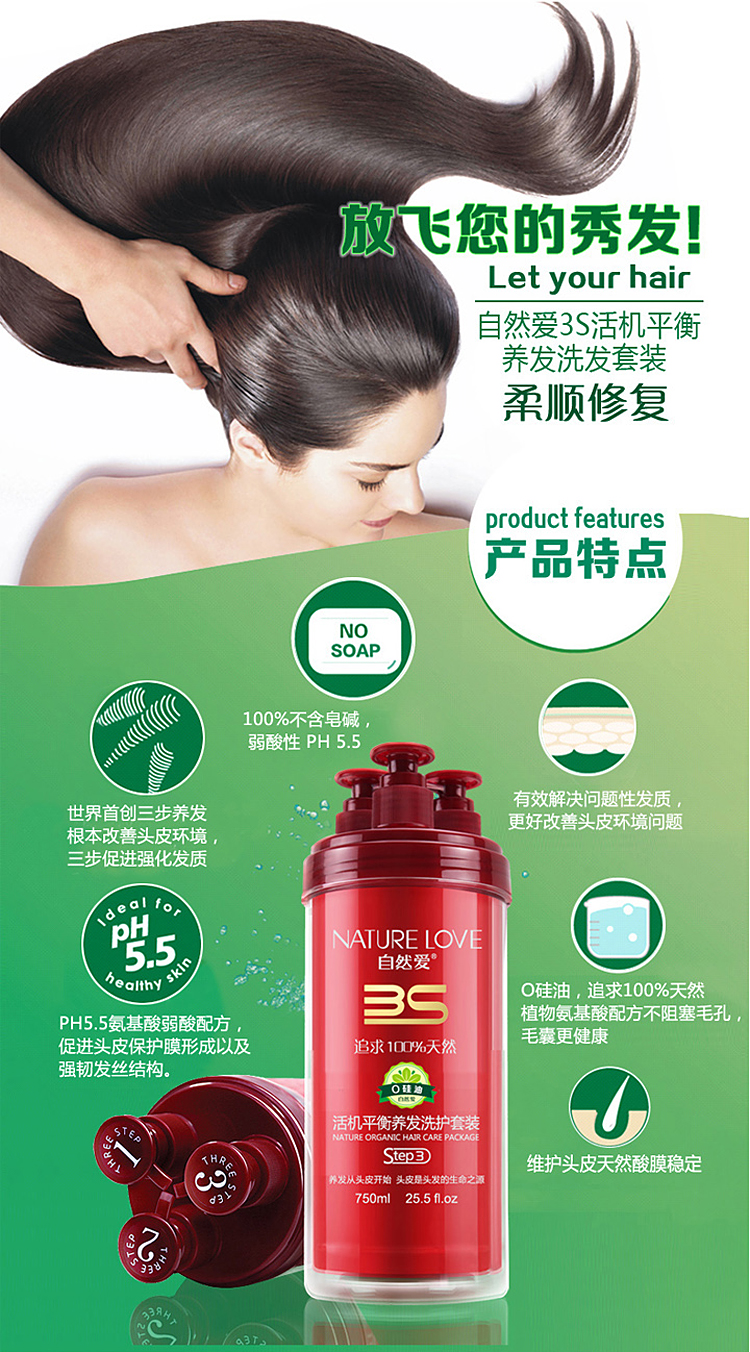 放飞您的秀发!
Let your hair
自然爱3S活机平衡
养发洗发套装
柔顺修复
product features
产品特点
NO
SOAP
100%不含皂碱，
弱酸性 PH 5.5
世界首创三步养发
根本改善头皮环境，
三步促进强化发质
有效解决问题性发质，
更好改善头皮环境问题
Ideal for
pH
5.5
healthy skin
PH5.5氨基酸弱酸配方，
促进头皮保护膜形成以及
强韧发丝结构。
O硅油，追求100%天然
植物氨基酸配方不阻塞毛孔，
毛囊更健康
维护头皮天然酸膜稳定
NATURE LOVE
自然爱®
3S
追求100%天然
O硅油
自然爱
活机平衡养发洗护套装
NATURE ORGANIC HAIR CARE PACKAGE
Step3
养发从头皮开始 头皮是头发的生命之源
750ml 25.5 fl.oz
THREE STEP
1
THREE STEP
3
THREE STEP
2